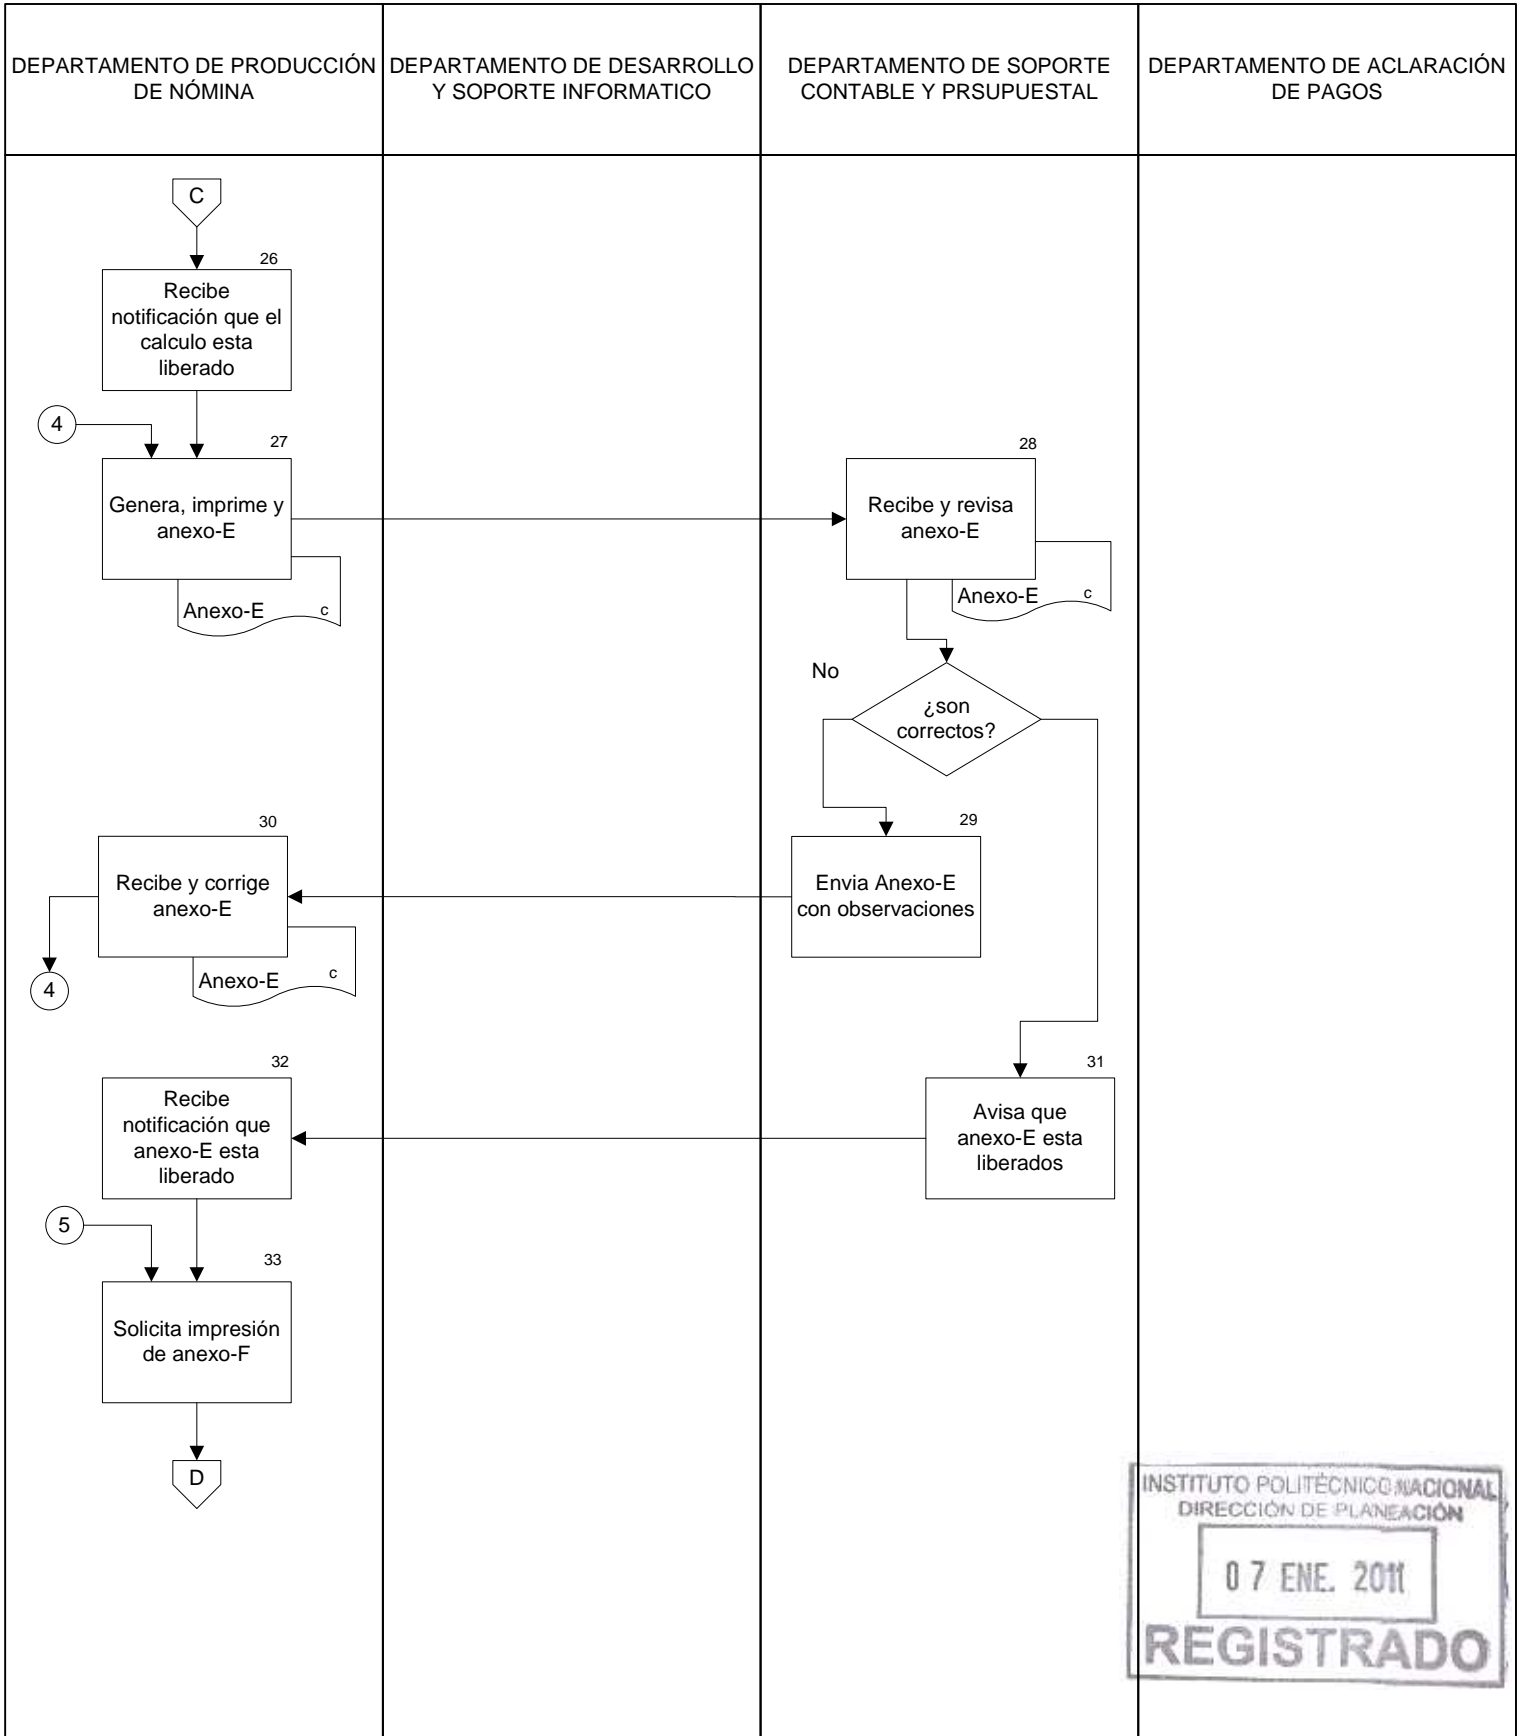 DEPARTAMENTO DE PRODUCCIÓN
DE NÓMINA
DEPARTAMENTO DE DESARROLLO
Y SOPORTE INFORMATICO
DEPARTAMENTO DE SOPORTE
CONTABLE Y PRSUPUESTAL
DEPARTAMENTO DE ACLARACIÓN
DE PAGOS
C
26
Recibe
notificación que el
calculo esta
liberado
4
27
Genera, imprime y
anexo-E
Anexo-E
c
28
Recibe y revisa
anexo-E
Anexo-E
c
No
¿son
correctos?
29
Envia Anexo-E
con observaciones
30
Recibe y corrige
anexo-E
Anexo-E
c
4
31
Avisa que
anexo-E esta
liberados
32
Recibe
notificación que
anexo-E esta
liberado
5
33
Solicita impresión
de anexo-F
D
INSTITUTO POLITÉCNICO NACIONAL
DIRECCIÓN DE PLANEACIÓN
0 7 ENE. 2011
REGISTRADO